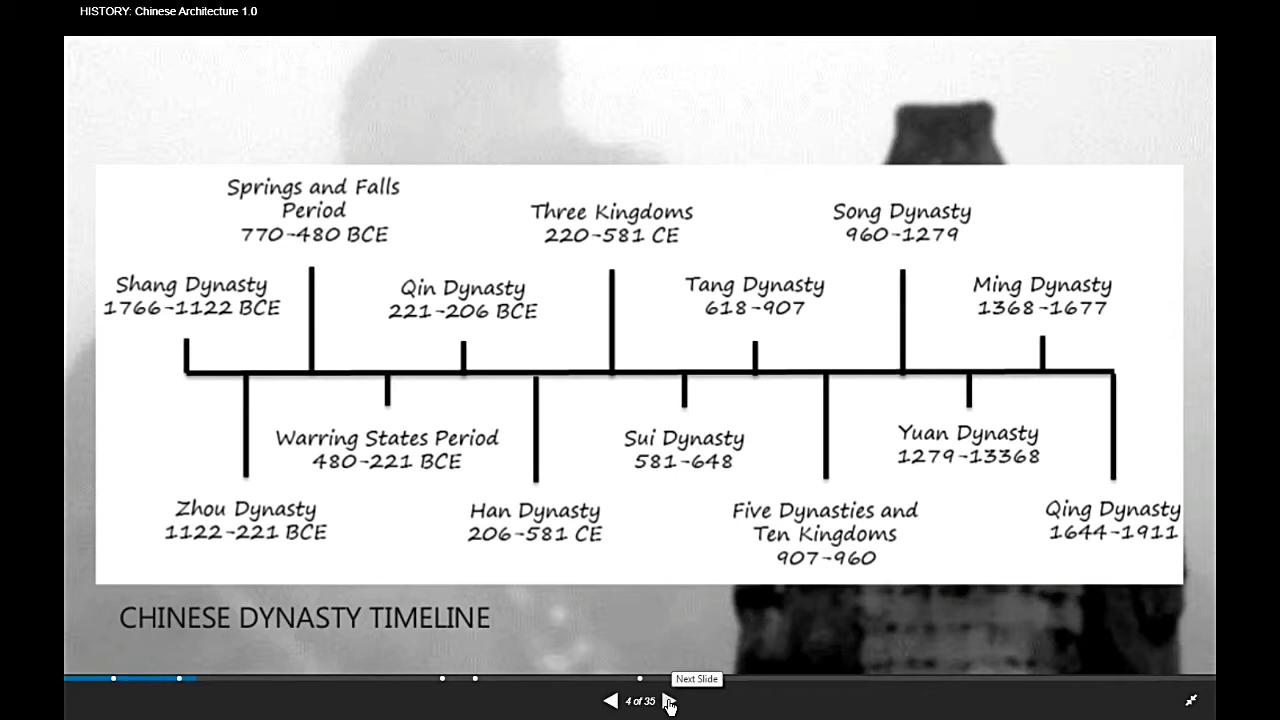 HISTORY: Chinese Architecture 1.0
Springs and Falls
Period
770-480 BCE
Three Kingdoms
220-581 CE
Song Dynasty
960-1279
Shang Dynasty
1766-1122 BCE
Qin Dynasty
221-206 BCE
Tang Dynasty
618-907
Ming Dynasty
1368-1677
Warring States Period
480-221 BCE
Sui Dynasty
581-648
Yuan Dynasty
1279-13368
Zhou Dynasty
1122-221 BCE
Han Dynasty
206-581 CE
Five Dynasties and
Ten Kingdoms
907-960
Qing Dynasty
1644-1911
CHINESE DYNASTY TIMELINE
Next Slide
4 of 35